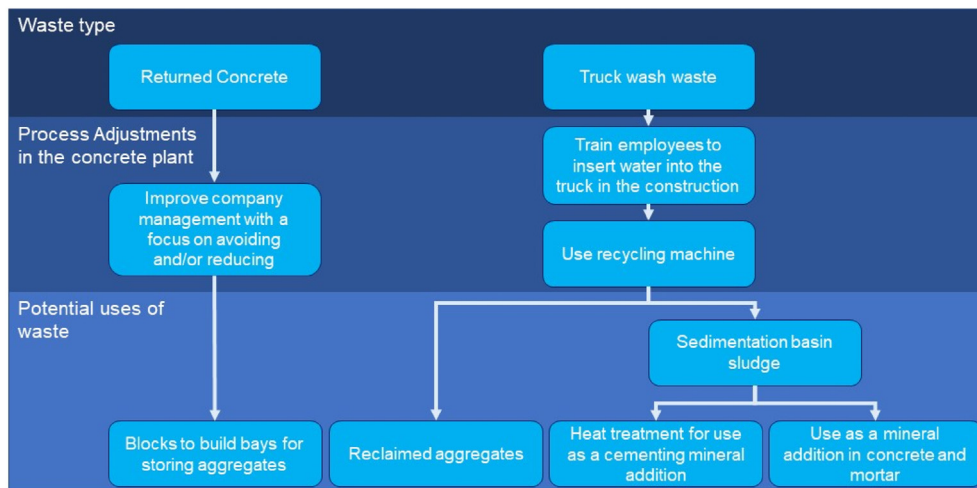 Waste type
Returned Concrete
Truck wash waste
Process Adjustments
in the concrete plant
Improve company
management with a
focus on avoiding
and/or reducing
Train employees to
insert water into the
truck in the construction
Use recycling machine
Potential uses of
waste
Sedimentation basin
sludge
Blocks to build bays for
storing aggregates
Reclaimed aggregates
Heat treatment for use
as a cementing mineral
addition
Use as a mineral
addition in concrete and
mortar